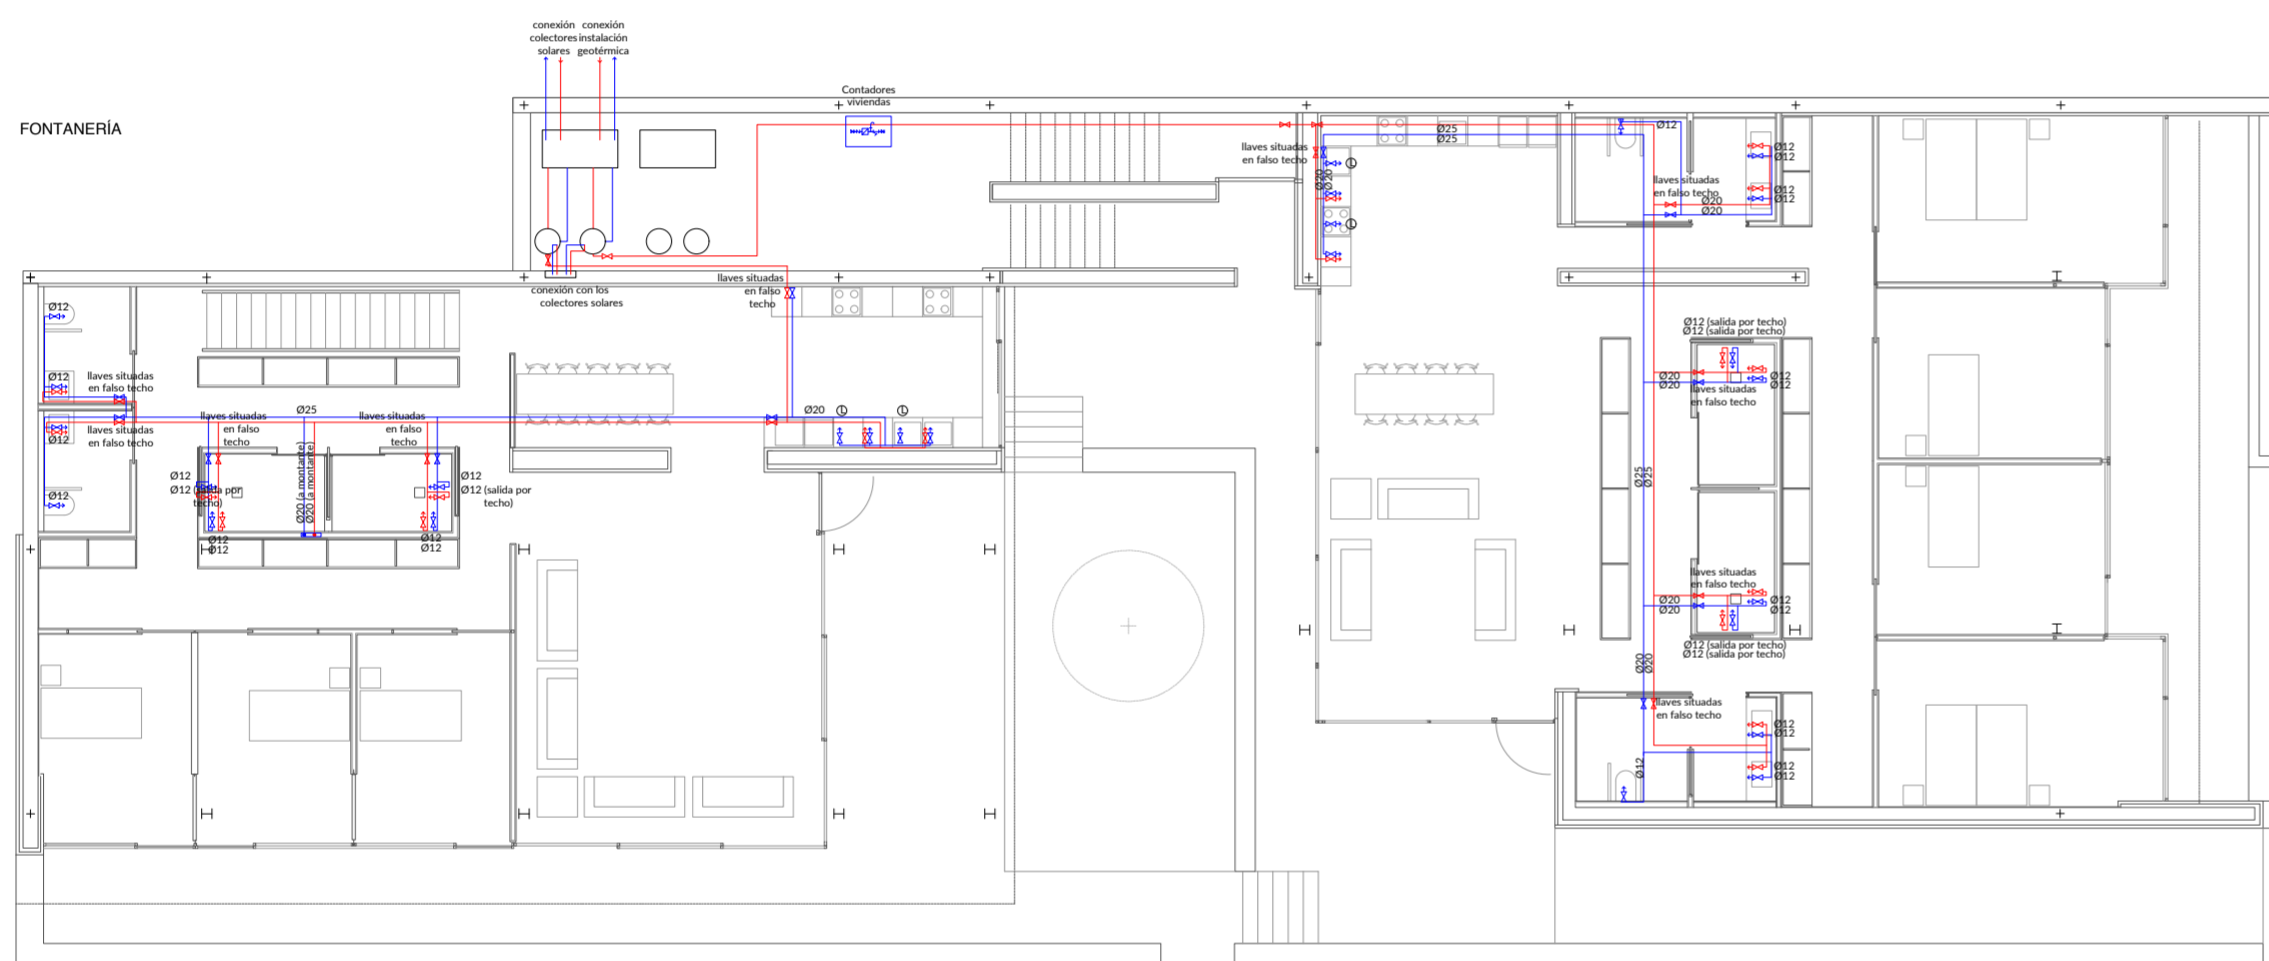 conexión
colectores
solares
conexión
instalación
geotérmica
FONTANERÍA
Contadores
viviendas
conexión con los
colectores solares
llaves situadas
en falso
techo
llaves situadas
en falso techo
Ø25
Ø25
Ø20
Ø20
L
L
Ø12
Ø12
Ø12
Ø12
Ø12
llaves situadas
en falso techo
Ø20
Ø20
Ø12
Ø12
llaves situadas
en falso techo
llaves situadas
en falso techo
Ø12
Ø12
llaves situadas
en falso
techo
Ø25
llaves situadas
en falso
techo
Ø20
L
L
Ø12
Ø12 (salida por
techo)
Ø20 (a montante)
Ø20 (a montante)
Ø12
Ø12 (salida por
techo)
Ø12
Ø12
Ø12
Ø12
Ø12 (salida por techo)
Ø12 (salida por techo)
Ø20
Ø20
Ø12
Ø12
llaves situadas
en falso techo
Ø25
Ø25
llaves situadas
en falso techo
Ø20
Ø20
Ø12
Ø12
Ø12 (salida por techo)
Ø12 (salida por techo)
Ø20
Ø20
llaves situadas
en falso techo
Ø12
Ø12
Ø12
Ø12
Ø12